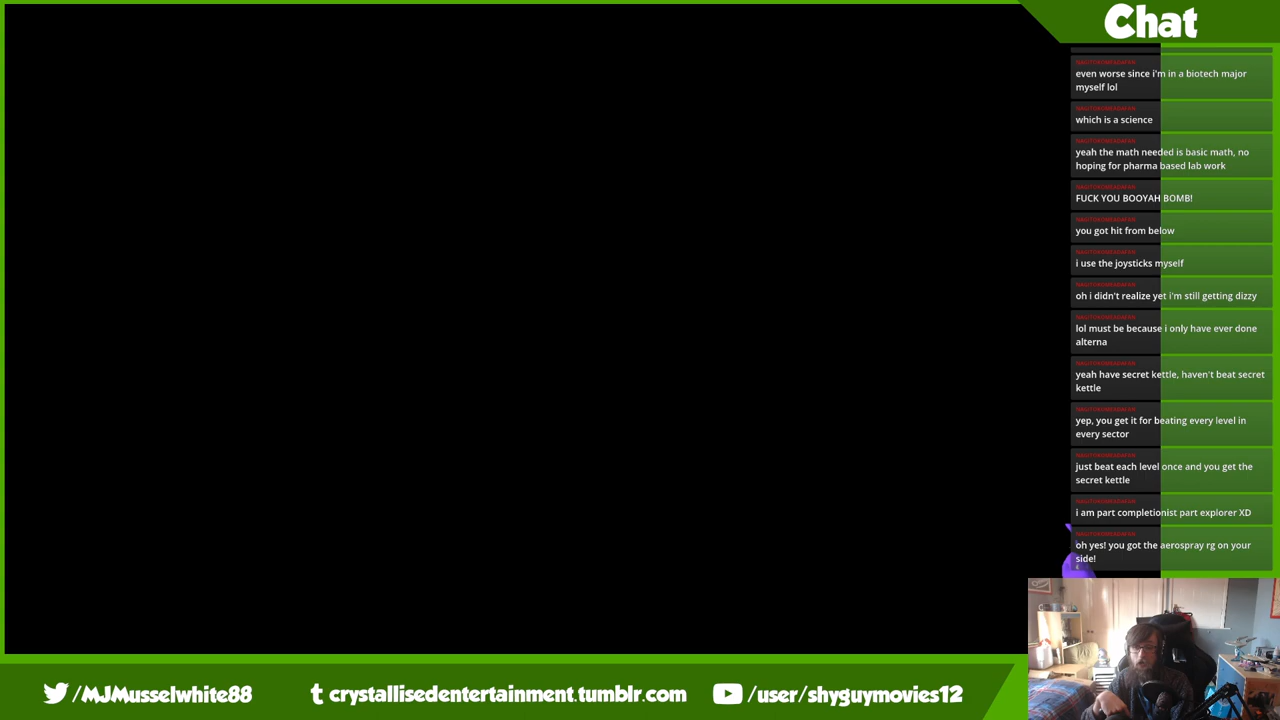 Chat
even worse since i'm in a biotech major
myself lol
which is a science
yeah the math needed is basic math, no
hoping for pharma based lab work
FUCK YOU BOOYAH BOMB!
you got hit from below
i use the joysticks myself
oh i didn't realize yet i'm still getting dizzy
lol must be because i only have ever done
alterna
yeah have secret kettle, haven't beat secret
kettle
yep, you get it for beating every level in
every sector
just beat each level once and you get the
secret kettle
i am part completionist part explorer XD
oh yes! you got the aerospray rg on your
side!
/MJMusselwhite88
crystallisedentertainment.tumblr.com
/user/shyguymovies12